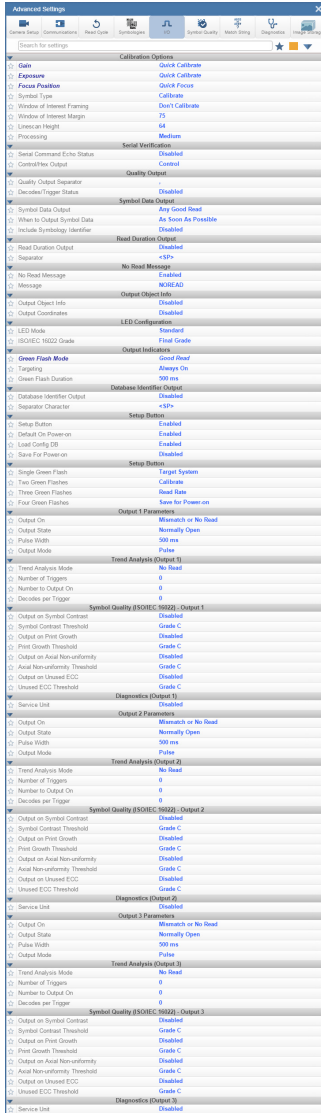 Advanced Settings
Camera Setup Communications Read Cycle Symbologies I/O Symbol Quality Match String Diagnostics Image Storage
Search for settings
Calibration Options
Gain Quick Calibrate
Exposure Quick Calibrate
Focus Position Quick Focus
Symbol Type Calibrate
Window of Interest Framing Don't Calibrate
Window of Interest Margin 75
Linescan Height 64
Processing Medium
Serial Verification
Serial Command Echo Status Disabled
Control/Hex Output Control
Quality Output
Quality Output Separator ,
Decodes/Trigger Status Disabled
Symbol Data Output
Symbol Data Output Any Good Read
When to Output Symbol Data As Soon As Possible
Include Symbology Identifier Disabled
Read Duration Output
Read Duration Output Disabled
Separator <SP>
No Read Message
No Read Message Enabled
Message NOREAD
Output Object Info
Output Object Info Disabled
Output Coordinates Disabled
LED Configuration
LED Mode Standard
ISO/IEC 16022 Grade Final Grade
Output Indicators
Green Flash Mode Good Read
Targeting Always On
Green Flash Duration 500 ms
Database Identifier Output
Database Identifier Output Disabled
Separator Character <SP>
Setup Button
Setup Button Enabled
Default On Power-on Enabled
Load Config DB Enabled
Save For Power-on Disabled
Setup Button
Single Green Flash Target System
Two Green Flashes Calibrate
Three Green Flashes Read Rate
Four Green Flashes Save for Power-on
Output 1 Parameters
Output On Mismatch or No Read
Output State Normally Open
Pulse Width 500 ms
Output Mode Pulse
Trend Analysis (Output 1)
Trend Analysis Mode No Read
Number of Triggers 0
Number to Output On 0
Decodes per Trigger 0
Symbol Quality (ISO/IEC 16022) - Output 1
Output on Symbol Contrast Disabled
Symbol Contrast Threshold Grade C
Output on Print Growth Disabled
Print Growth Threshold Grade C
Output on Axial Non-uniformity Disabled
Axial Non-uniformity Threshold Grade C
Output on Unused ECC Disabled
Unused ECC Threshold Grade C
Diagnostics (Output 1)
Service Unit Disabled
Output 2 Parameters
Output On Mismatch or No Read
Output State Normally Open
Pulse Width 500 ms
Output Mode Pulse
Trend Analysis (Output 2)
Trend Analysis Mode No Read
Number of Triggers 0
Number to Output On 0
Decodes per Trigger 0
Symbol Quality (ISO/IEC 16022) - Output 2
Output on Symbol Contrast Disabled
Symbol Contrast Threshold Grade C
Output on Print Growth Disabled
Print Growth Threshold Grade C
Output on Axial Non-uniformity Disabled
Axial Non-uniformity Threshold Grade C
Output on Unused ECC Disabled
Unused ECC Threshold Grade C
Diagnostics (Output 2)
Service Unit Disabled
Output 3 Parameters
Output On Mismatch or No Read
Output State Normally Open
Pulse Width 500 ms
Output Mode Pulse
Trend Analysis (Output 3)
Trend Analysis Mode No Read
Number of Triggers 0
Number to Output On 0
Decodes per Trigger 0
Symbol Quality (ISO/IEC 16022) - Output 3
Output on Symbol Contrast Disabled
Symbol Contrast Threshold Grade C
Output on Print Growth Disabled
Print Growth Threshold Grade C
Output on Axial Non-uniformity Disabled
Axial Non-uniformity Threshold Grade C
Output on Unused ECC Disabled
Unused ECC Threshold Grade C
Diagnostics (Output 3)
Service Unit Disabled